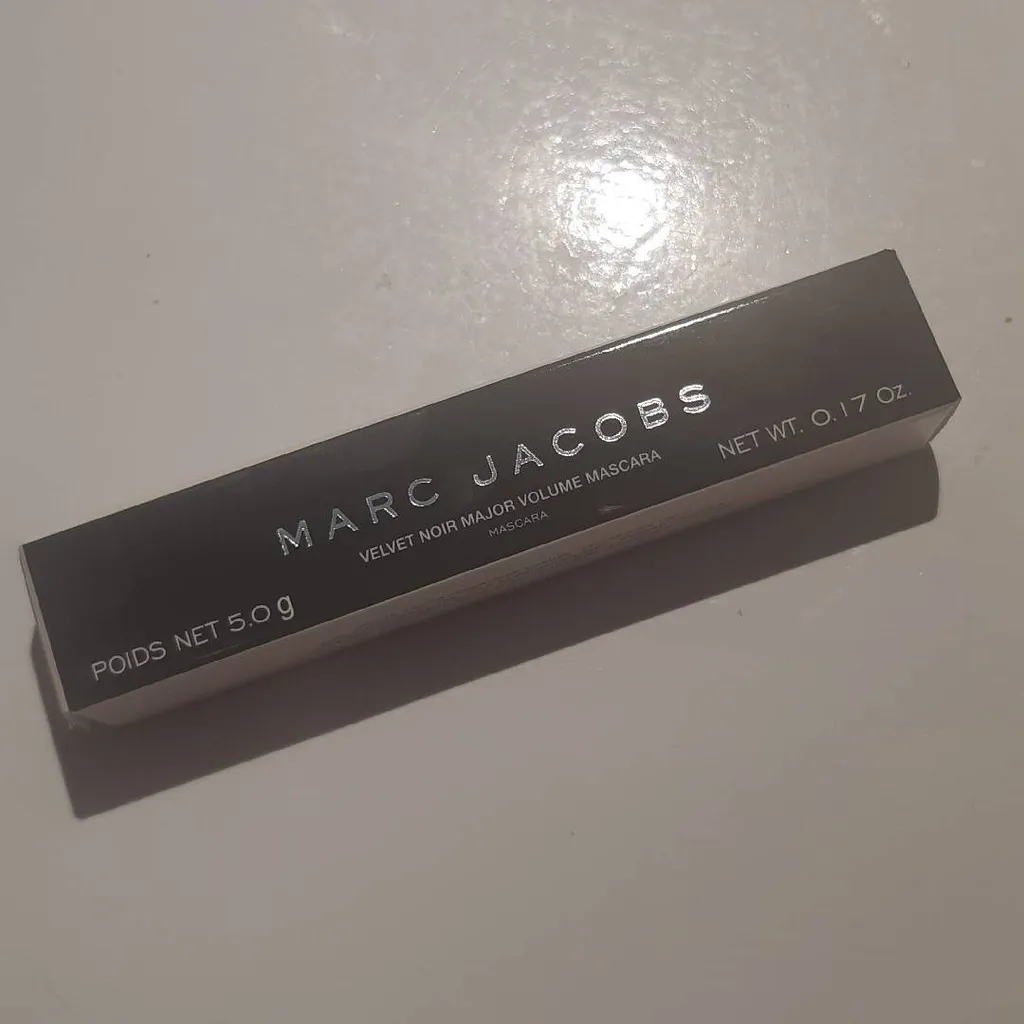 MARC JACOBS
VELVET NOIR MAJOR VOLUME MASCARA
MASCARA
POIDS NET 5.0 g
NET WT. 0.17 Oz.